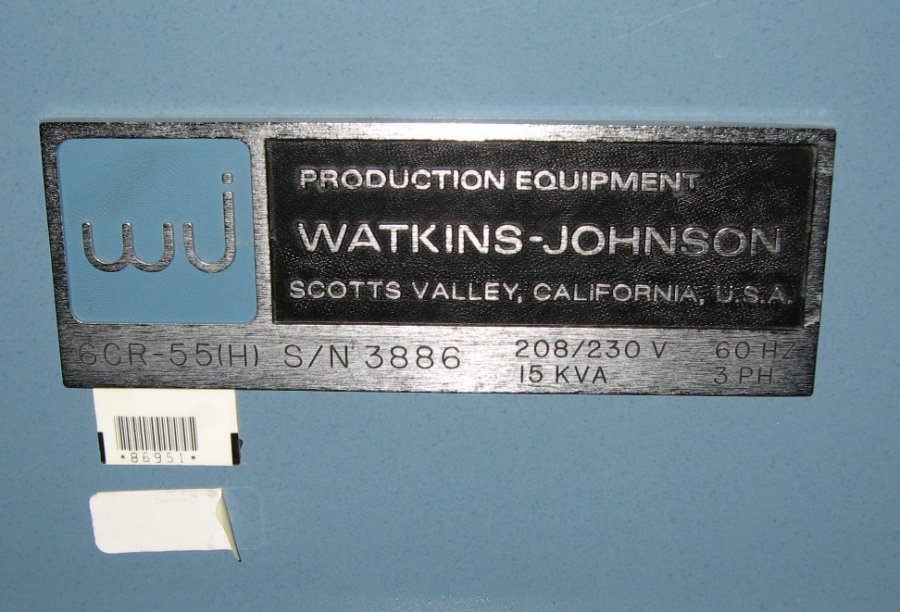 wj
PRODUCTION EQUIPMENT
WATKINS-JOHNSON
SCOTTS VALLEY, CALIFORNIA, U.S.A.
6CR-55(H) S/N 3886 208/230 V 60 HZ
15 KVA 3 PH.
*86951*